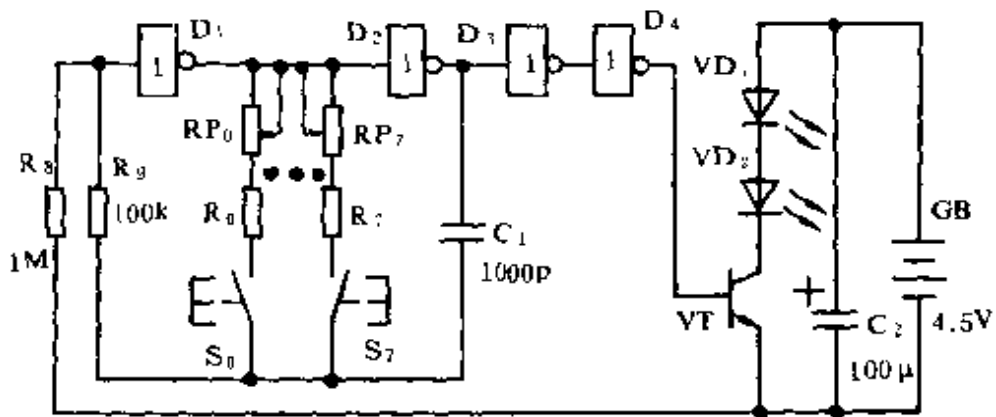 D₁
D₂
D₃
D₄
1
1
1
1
VD₁
RP₀
RP₇
VD₂
R₈
R₉
100k
R₀
R₇
GB
C₁
1000p
1M
VT
+
C₂
4.5V
S₀
S₇
100μ